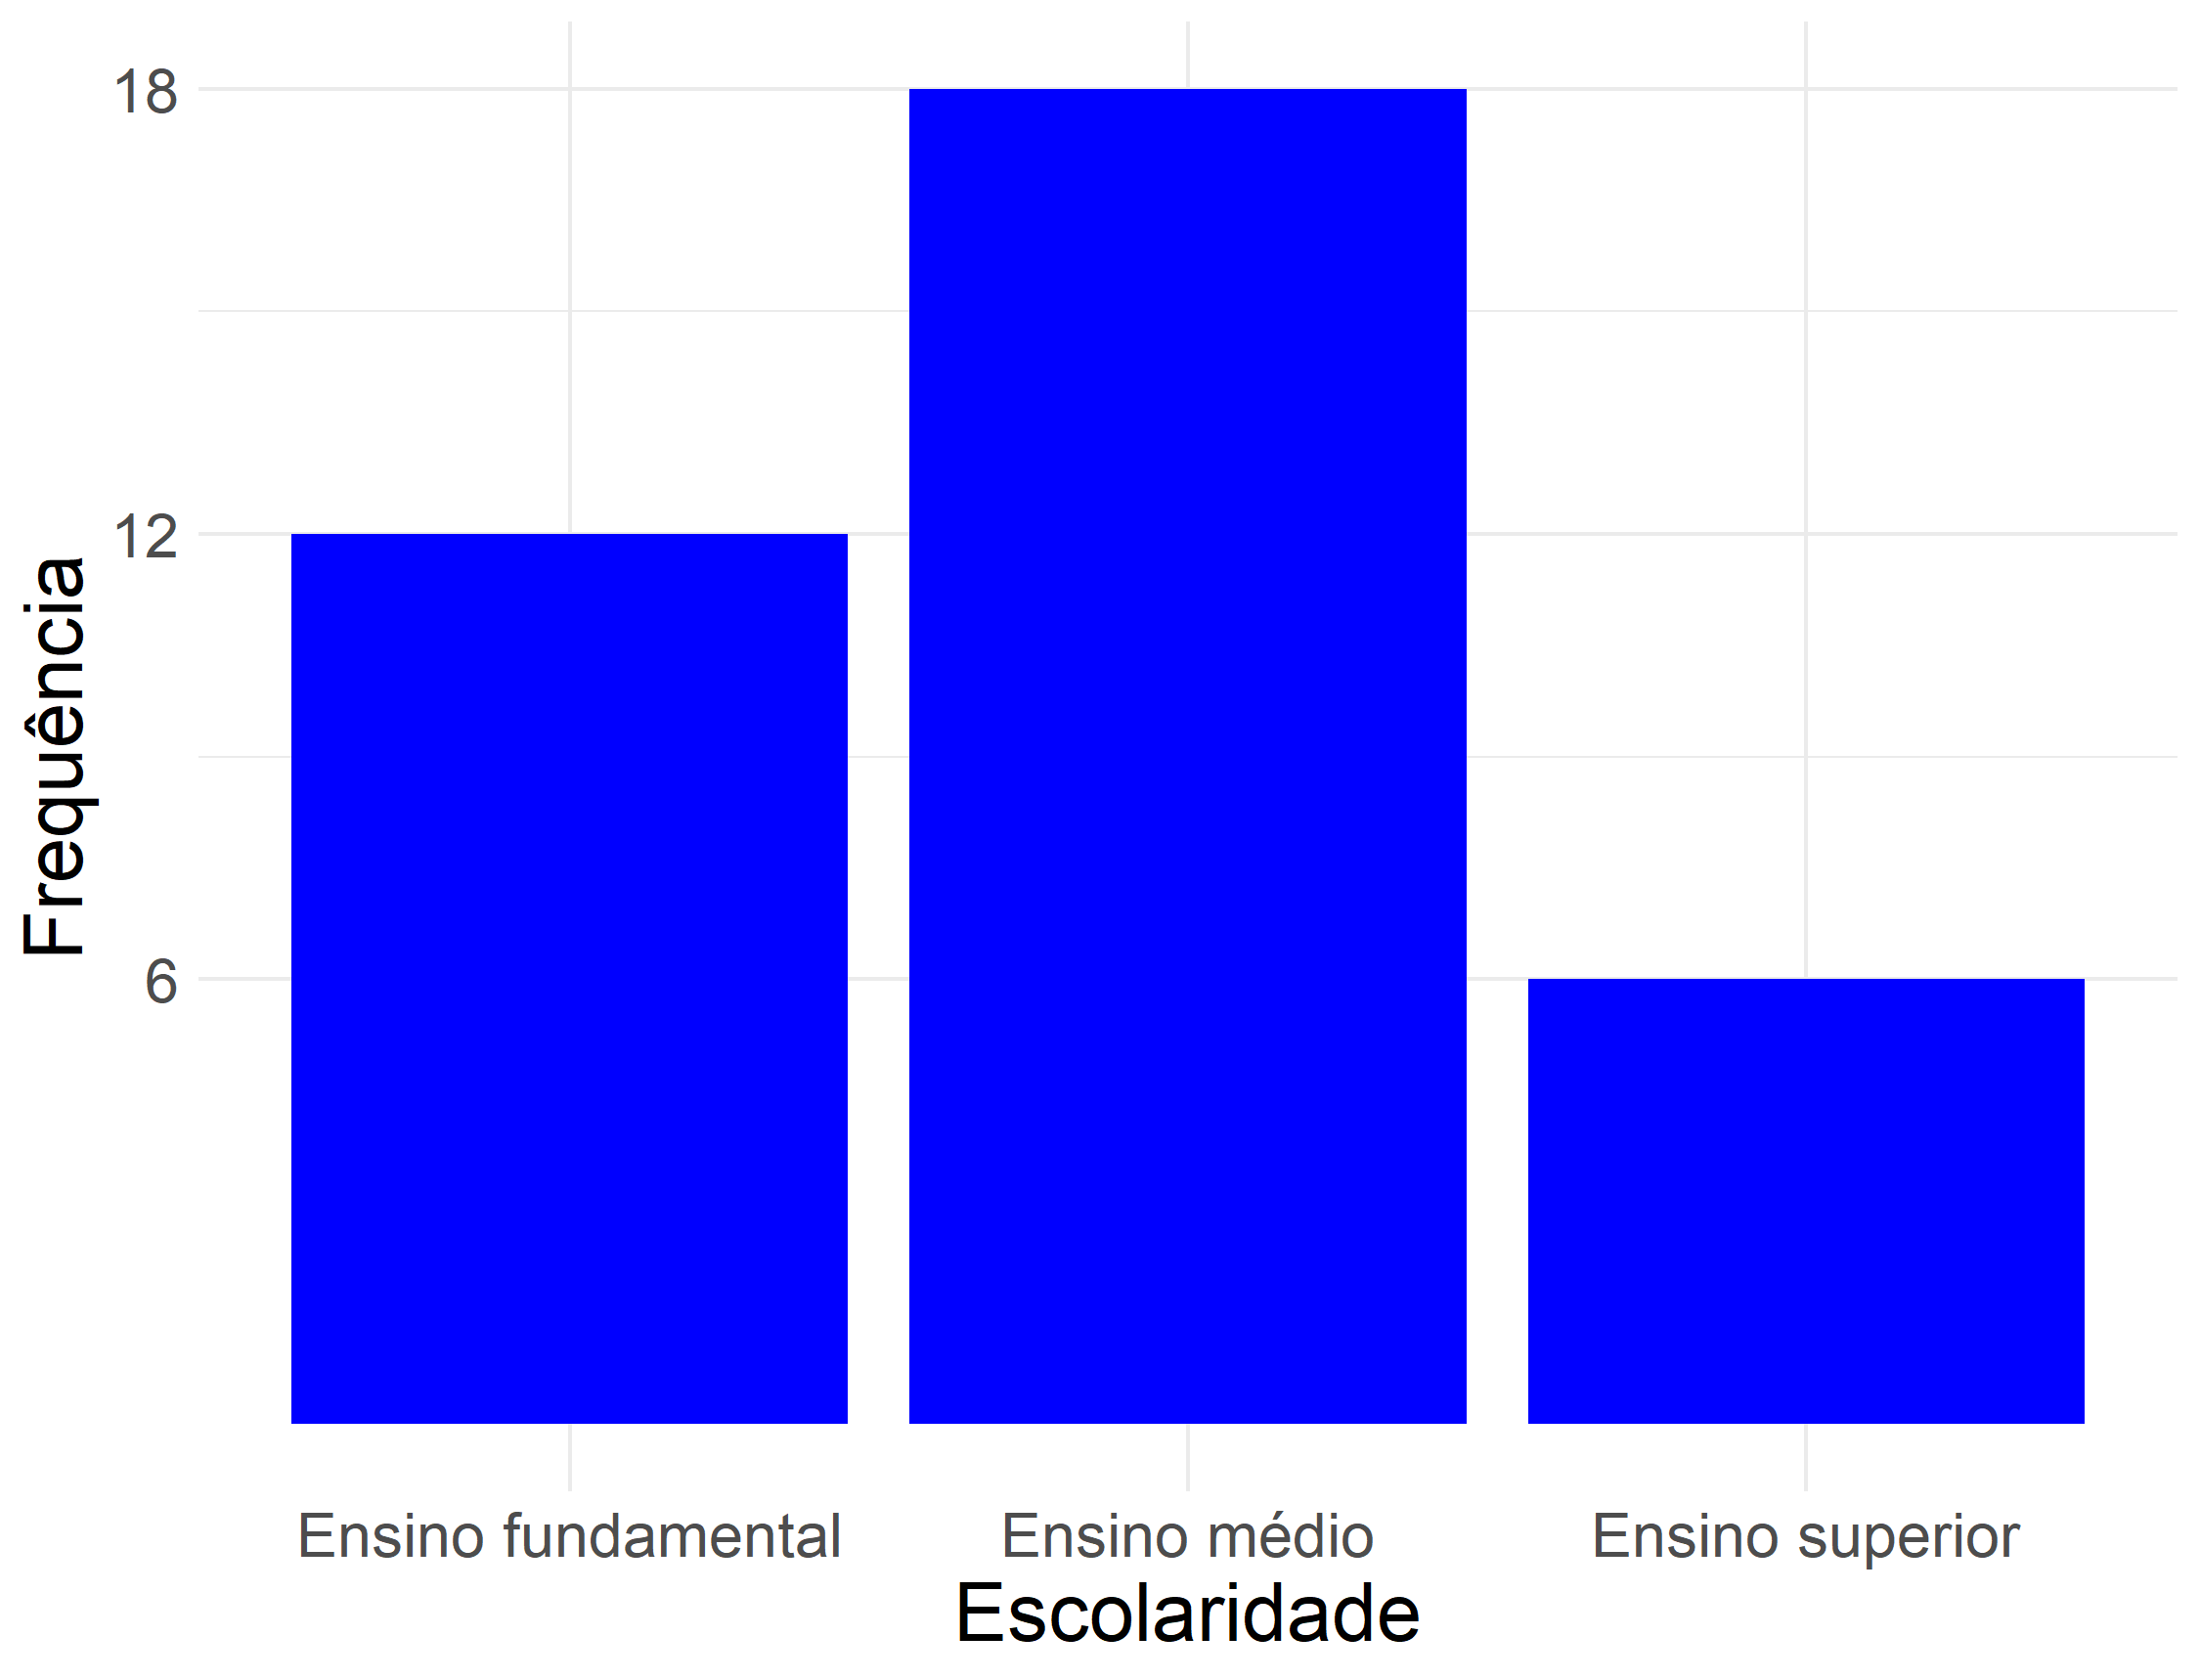 18
12
6
Frequência
Ensino fundamental
Ensino médio
Ensino superior
Escolaridade